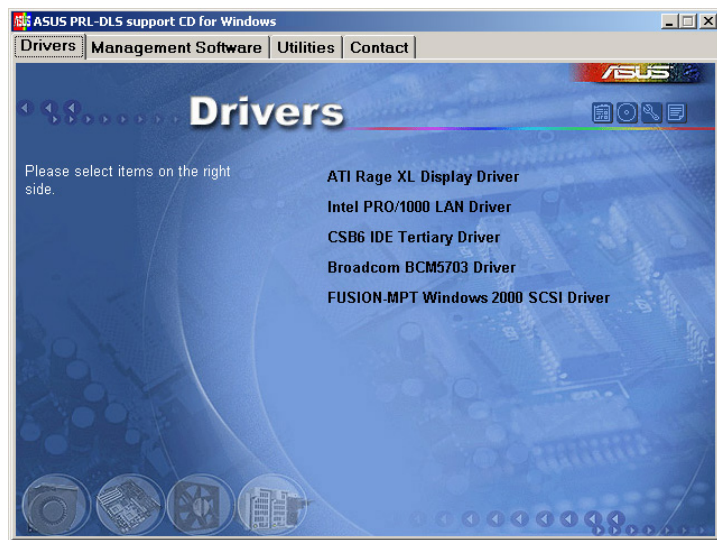 ASUS PRL-DLS support CD for Windows
Drivers Management Software Utilities Contact
ASUS
Drivers
Please select items on the right
side.
ATI Rage XL Display Driver
Intel PRO/1000 LAN Driver
CSB6 IDE Tertiary Driver
Broadcom BCM5703 Driver
FUSION-MPT Windows 2000 SCSI Driver